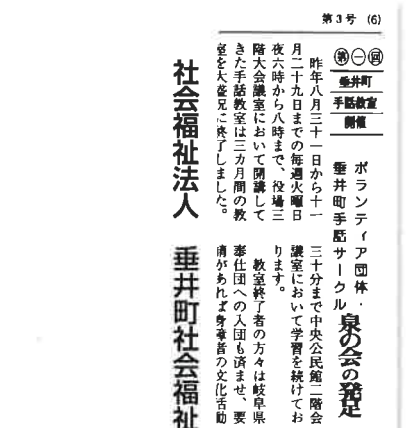 第3号 (6)
第一回
垂井町
手話教室
開催
昨年八月三十一日から十一
月二十九日までの毎週火曜日
夜六時から八時まで、役場三
階大会議室において開講して
きた手話教室は三カ月間の教
室を大盛況に終了しました。
ボランティア団体・
垂井町手話サークル
泉の会の発足
三十分まで中央公民館二階会
議室において学習を続けてお
ります。
教室終了者の方々は岐阜県
奉仕団への入団も済ませ、要
請があれば身障者の文化活動
社会福祉法人
垂井町社会福祉